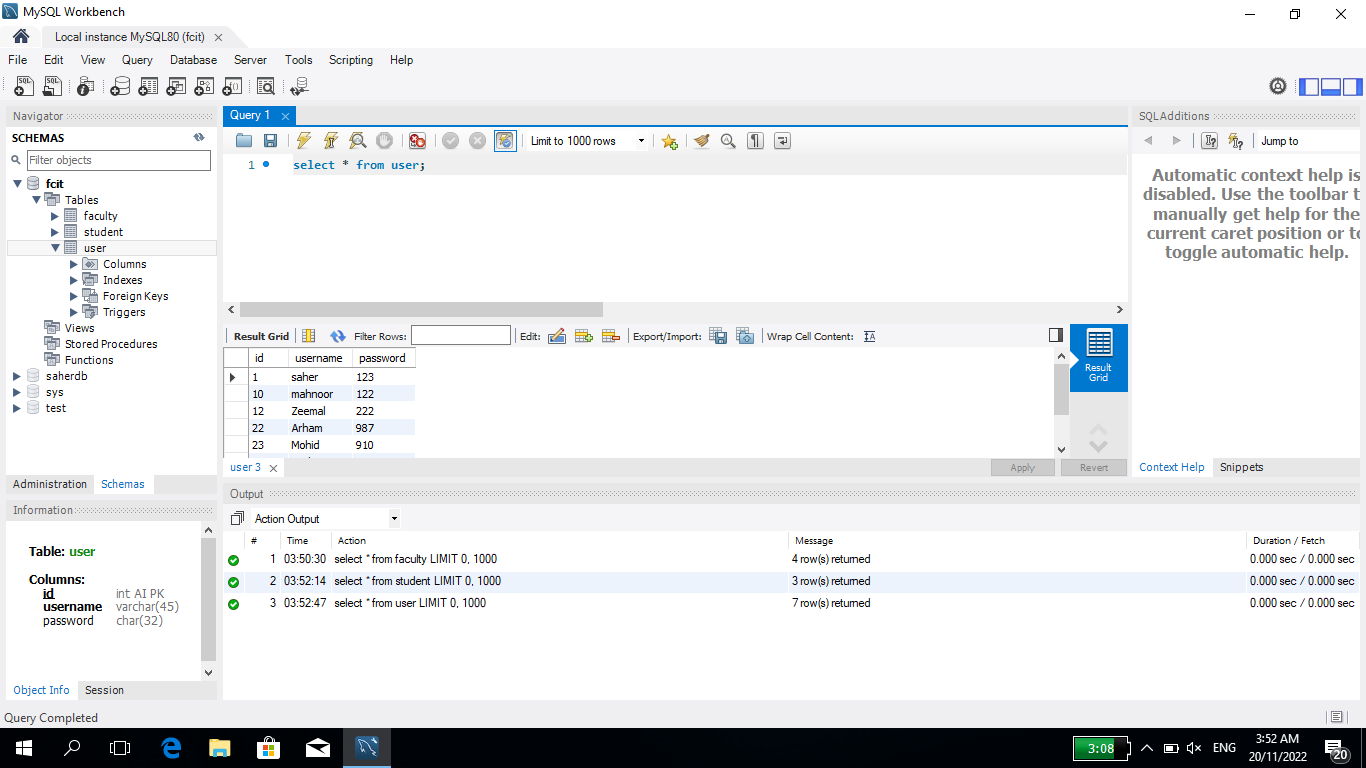 MySQL Workbench
Local instance MySQL80 (fcit)
File Edit View Query Database Server Tools Scripting Help
Navigator
SCHEMAS
Filter objects
fcit
Tables
faculty
student
user
Columns
Indexes
Foreign Keys
Triggers
Views
Stored Procedures
Functions
saherdb
sys
test
Administration Schemas
Information
Table: user
Columns:
id int AI PK
username varchar(45)
password char(32)
Object Info Session
Query 1
Limit to 1000 rows
1 select * from user;
Result Grid Filter Rows: Edit: Export/Import: Wrap Cell Content:
id username password
1 saher 123
10 mahnoor 122
12 Zeemal 222
22 Arham 987
23 Mohid 910
Result
Grid
user 3 Apply Revert
SQLAdditions
Jump to
Automatic context help is
disabled. Use the toolbar t
manually get help for the
current caret position or to
toggle automatic help.
Context Help Snippets
Output
Action Output
# Time Action Message Duration / Fetch
1 03:50:30 select * from faculty LIMIT 0, 1000 4 row(s) returned 0.000 sec / 0.000 sec
2 03:52:14 select * from student LIMIT 0, 1000 3 row(s) returned 0.000 sec / 0.000 sec
3 03:52:47 select * from user LIMIT 0, 1000 7 row(s) returned 0.000 sec / 0.000 sec
Query Completed
3:08 ENG 3:52 AM
20/11/2022
20